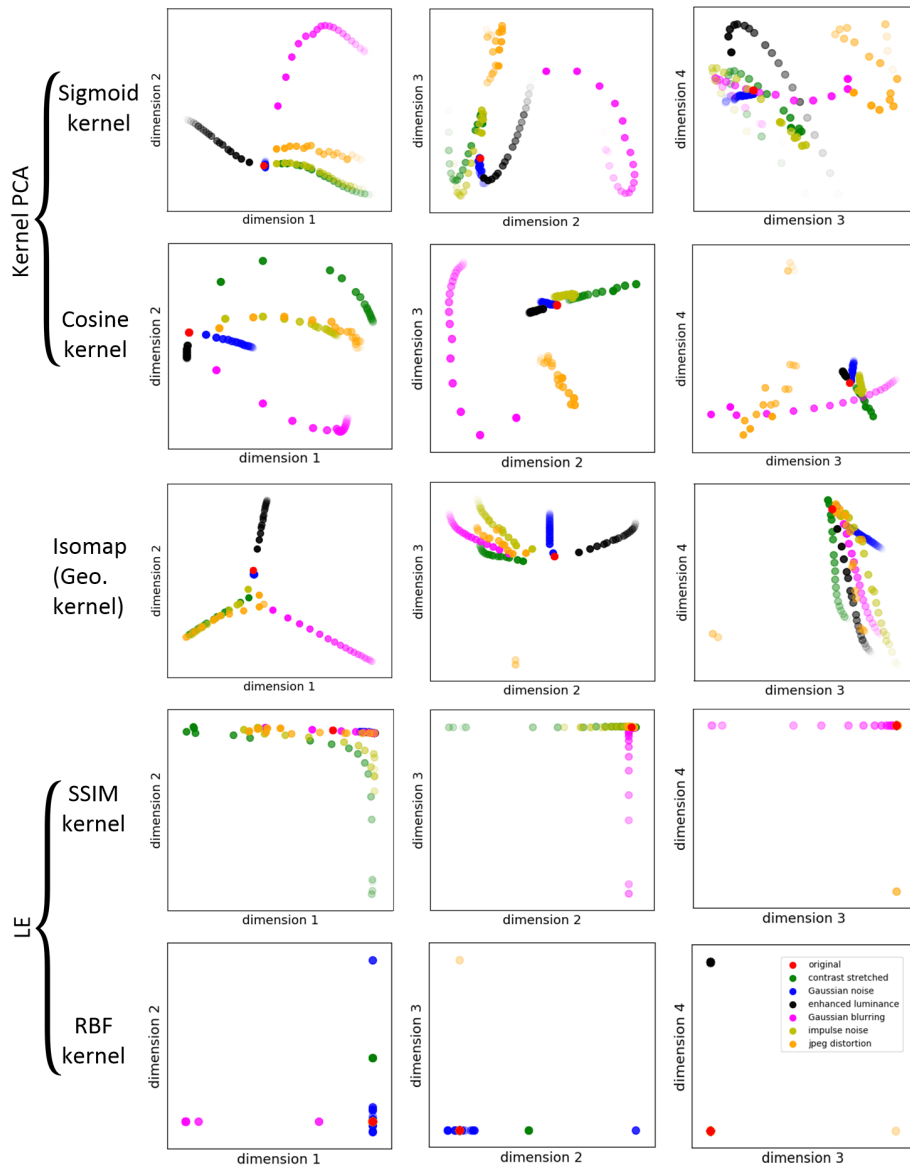 Kernel PCA
Sigmoid
kernel
dimension 2
dimension 1
dimension 3
dimension 2
dimension 4
dimension 3
Cosine
kernel
dimension 2
dimension 1
dimension 3
dimension 2
dimension 4
dimension 3
Isomap
(Geo.
kernel)
dimension 2
dimension 1
dimension 3
dimension 2
dimension 4
dimension 3
LE
SSIM
kernel
dimension 2
dimension 1
dimension 3
dimension 2
dimension 4
dimension 3
RBF
kernel
dimension 2
dimension 1
dimension 3
dimension 2
dimension 4
dimension 3
original
contrast stretched
Gaussian noise
enhanced luminance
Gaussian blurring
impulse noise
jpeg distortion